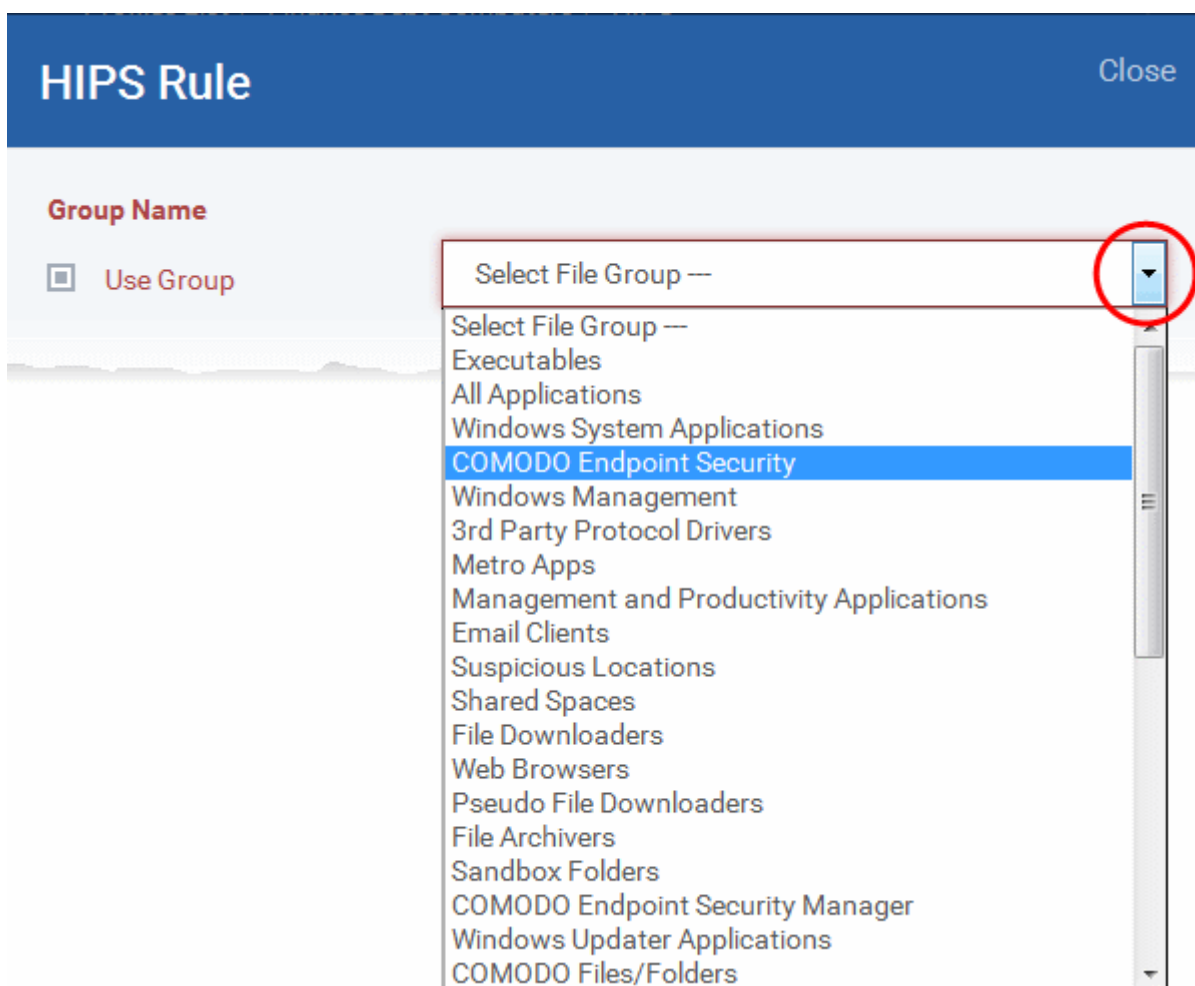 HIPS Rule
Close
Group Name
Use Group
Select File Group ---
Select File Group ---
Executables
All Applications
Windows System Applications
COMODO Endpoint Security
Windows Management
3rd Party Protocol Drivers
Metro Apps
Management and Productivity Applications
Email Clients
Suspicious Locations
Shared Spaces
File Downloaders
Web Browsers
Pseudo File Downloaders
File Archivers
Sandbox Folders
COMODO Endpoint Security Manager
Windows Updater Applications
COMODO Files/Folders